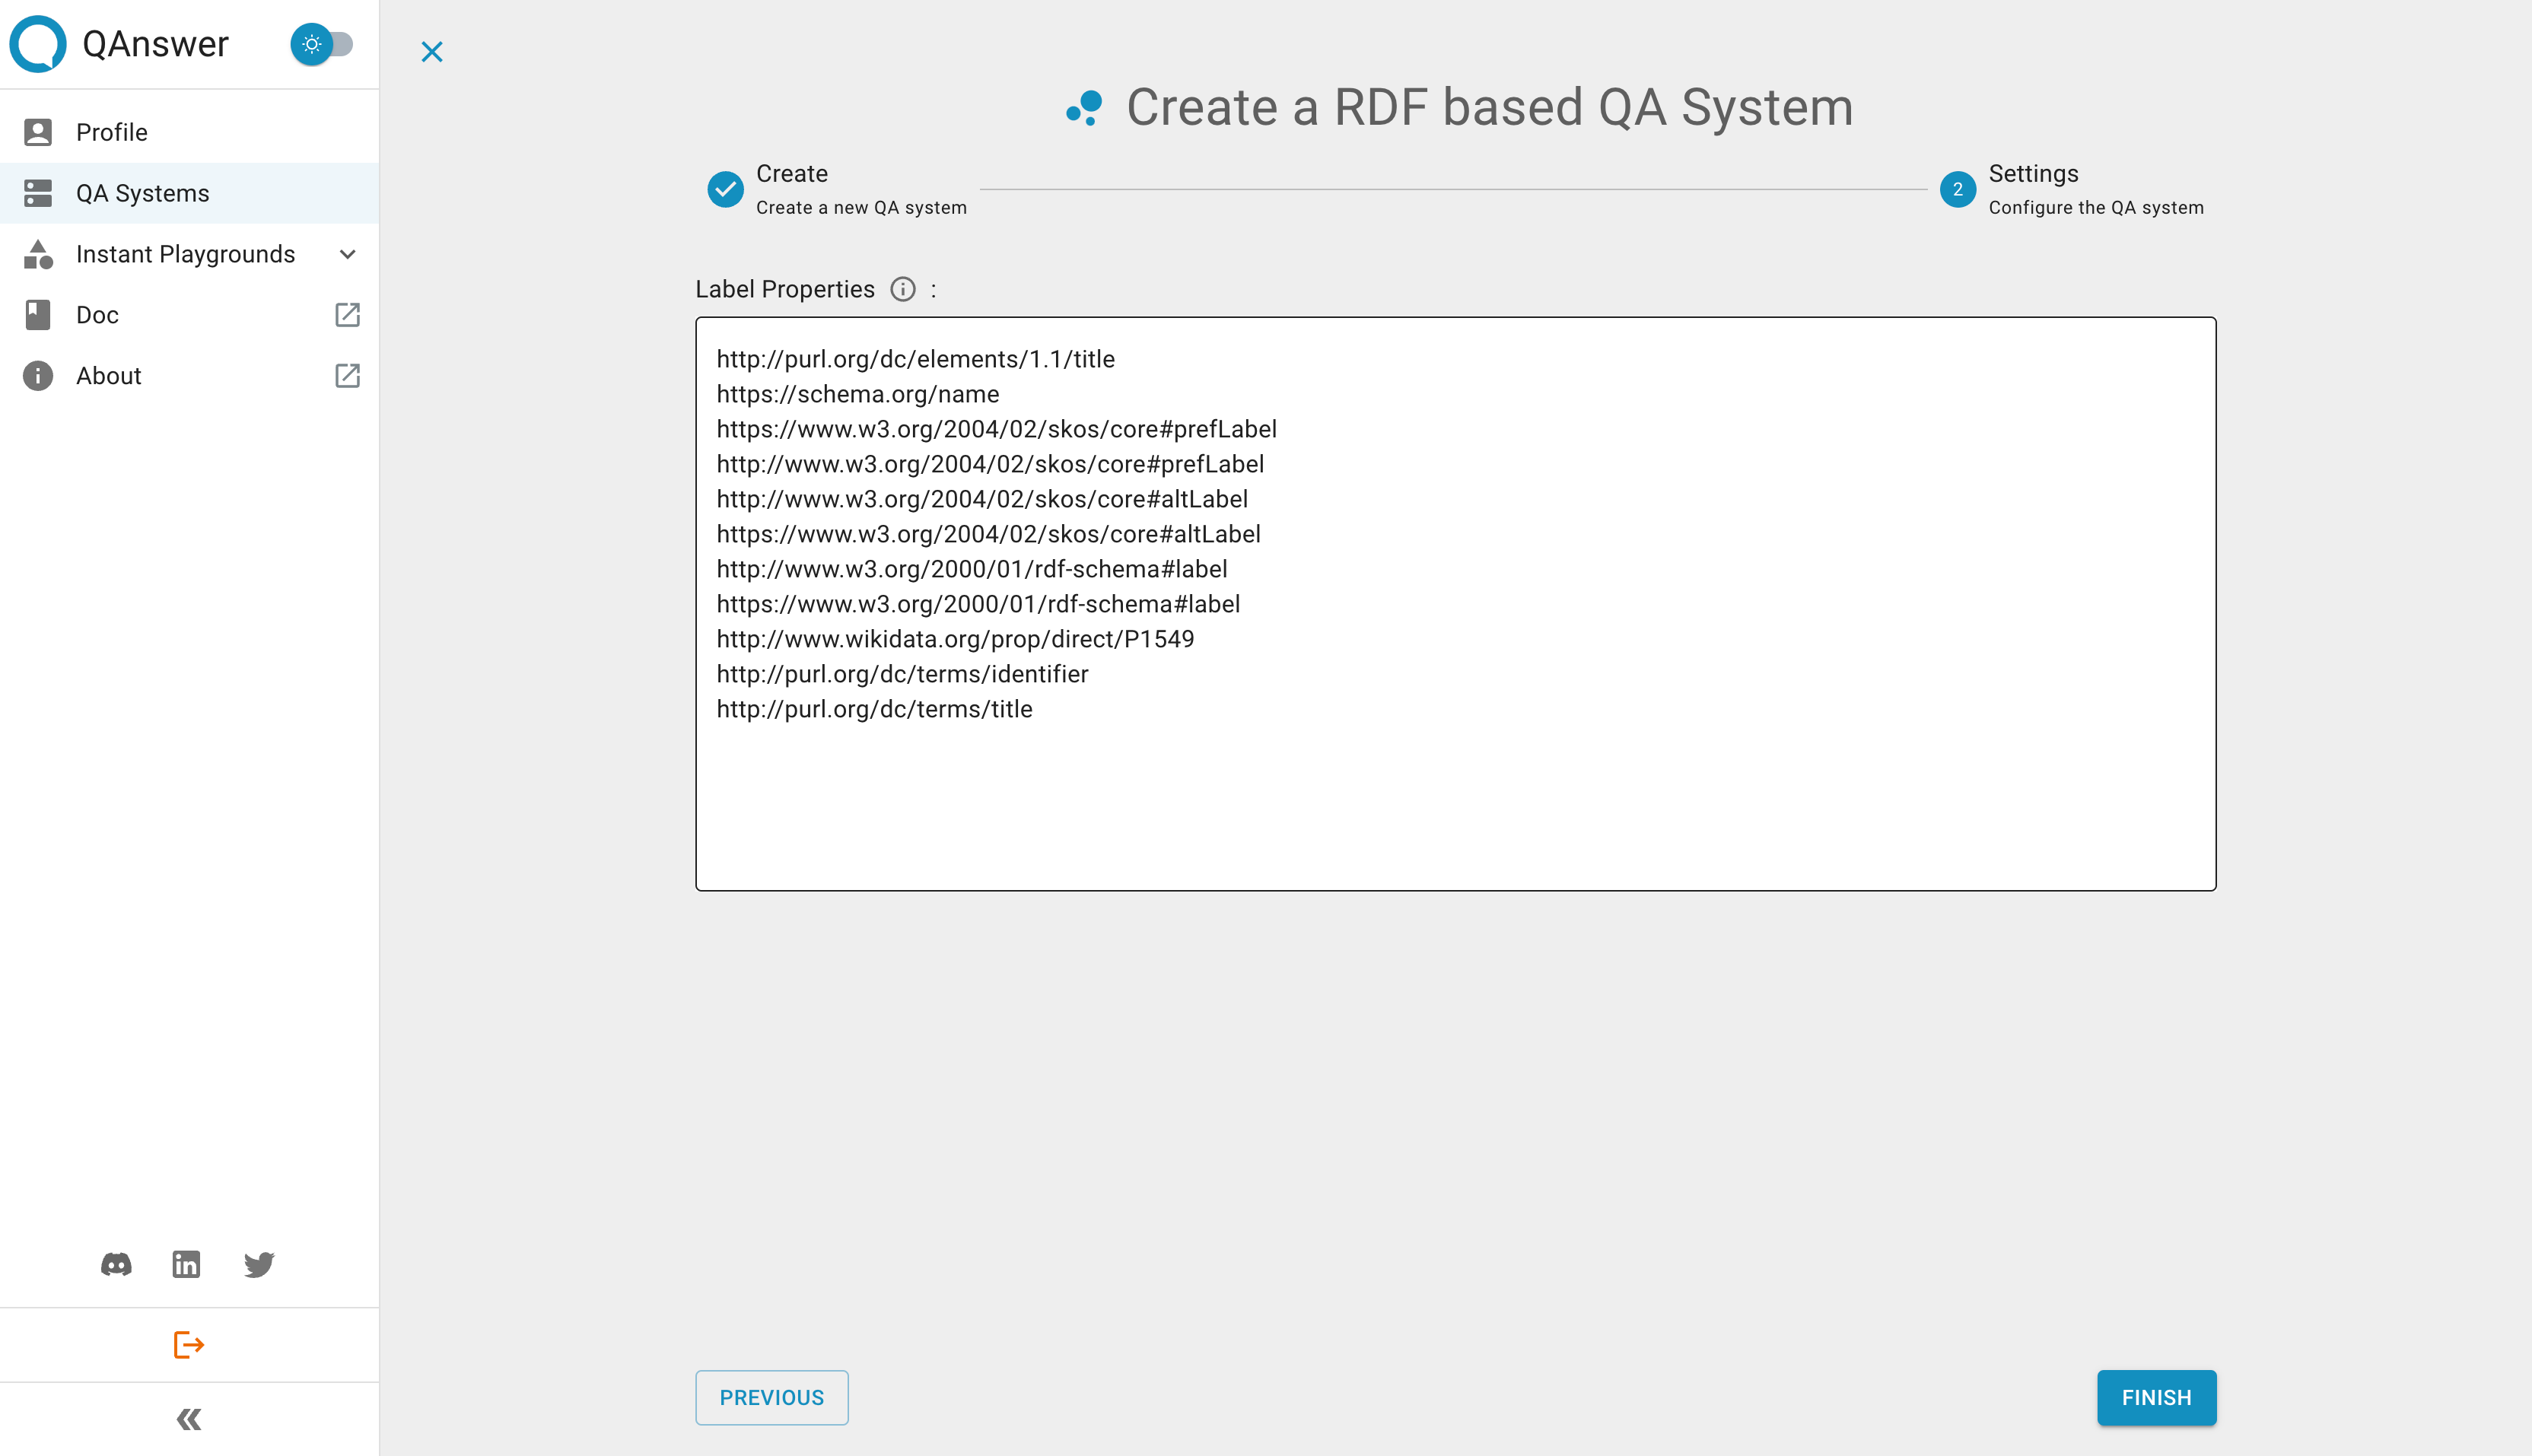 QAnswer
Profile
QA Systems
Instant Playgrounds
Doc
About
Create a RDF based QA System
Create
Create a new QA system
2
Settings
Configure the QA system
Label Properties :
http://purl.org/dc/elements/1.1/title
https://schema.org/name
https://www.w3.org/2004/02/skos/core#prefLabel
http://www.w3.org/2004/02/skos/core#prefLabel
http://www.w3.org/2004/02/skos/core#altLabel
https://www.w3.org/2004/02/skos/core#altLabel
http://www.w3.org/2000/01/rdf-schema#label
https://www.w3.org/2000/01/rdf-schema#label
http://www.wikidata.org/prop/direct/P1549
http://purl.org/dc/terms/identifier
http://purl.org/dc/terms/title
PREVIOUS
FINISH